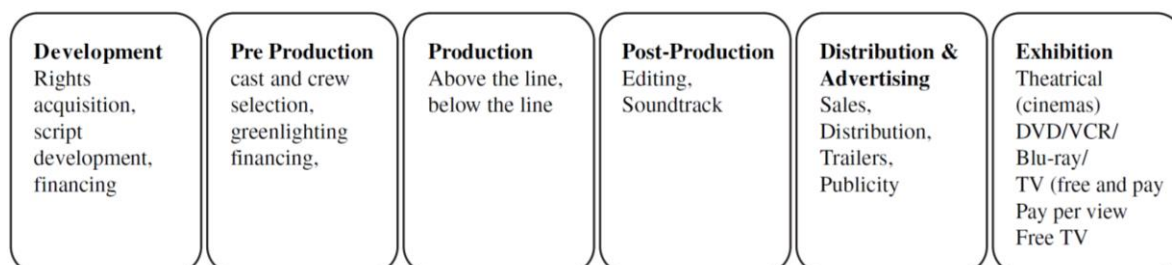 Development
Rights
acquisition,
script
development,
financing
Pre Production
cast and crew
selection,
greenlighting
financing,
Production
Above the line,
below the line
Post-Production
Editing,
Soundtrack
Distribution &
Advertising
Sales,
Distribution,
Trailers,
Publicity
Exhibition
Theatrical
(cinemas)
DVD/VCR/
Blu-ray/
TV (free and pay
Pay per view
Free TV